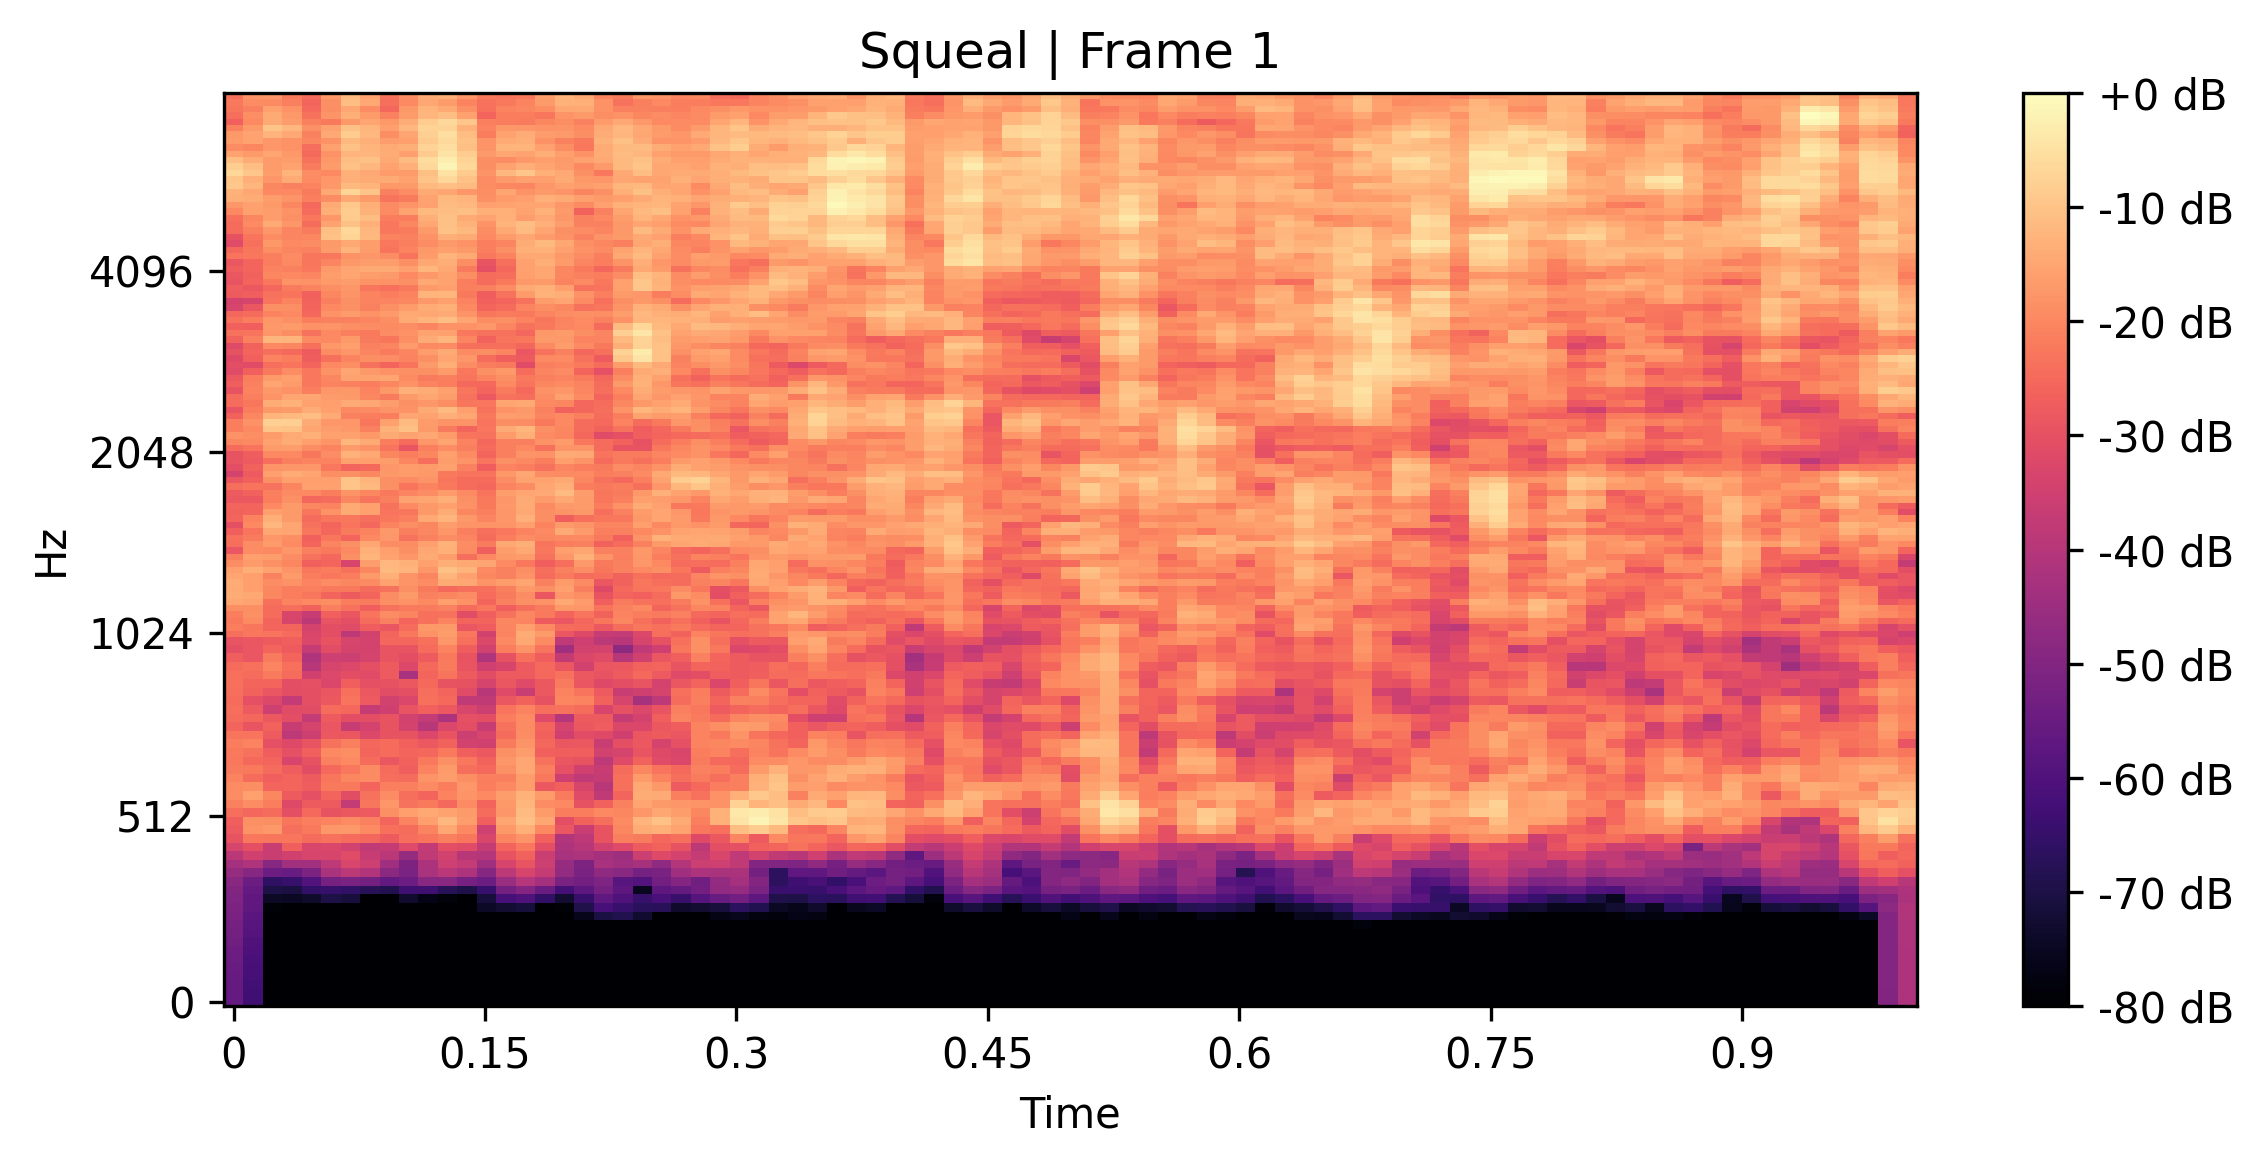 Squeal | Frame 1
+0 dB
-10 dB
-20 dB
-30 dB
-40 dB
-50 dB
-60 dB
-70 dB
-80 dB
Hz
4096
2048
1024
512
0
0 0.15 0.3 0.45 0.6 0.75 0.9
Time